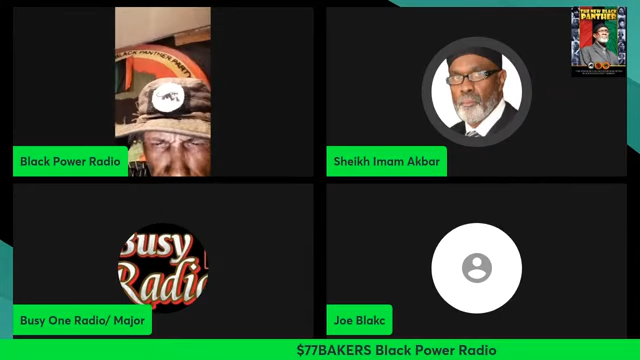 BLACK PANTHER PARTY
Black Power Radio
Sheikh Imam Akbar
THE NEW BLACK
PANTHER
Busy
Radio
Busy One Radio/ Major
Joe Blakc
$77BAKERS Black Power Radio